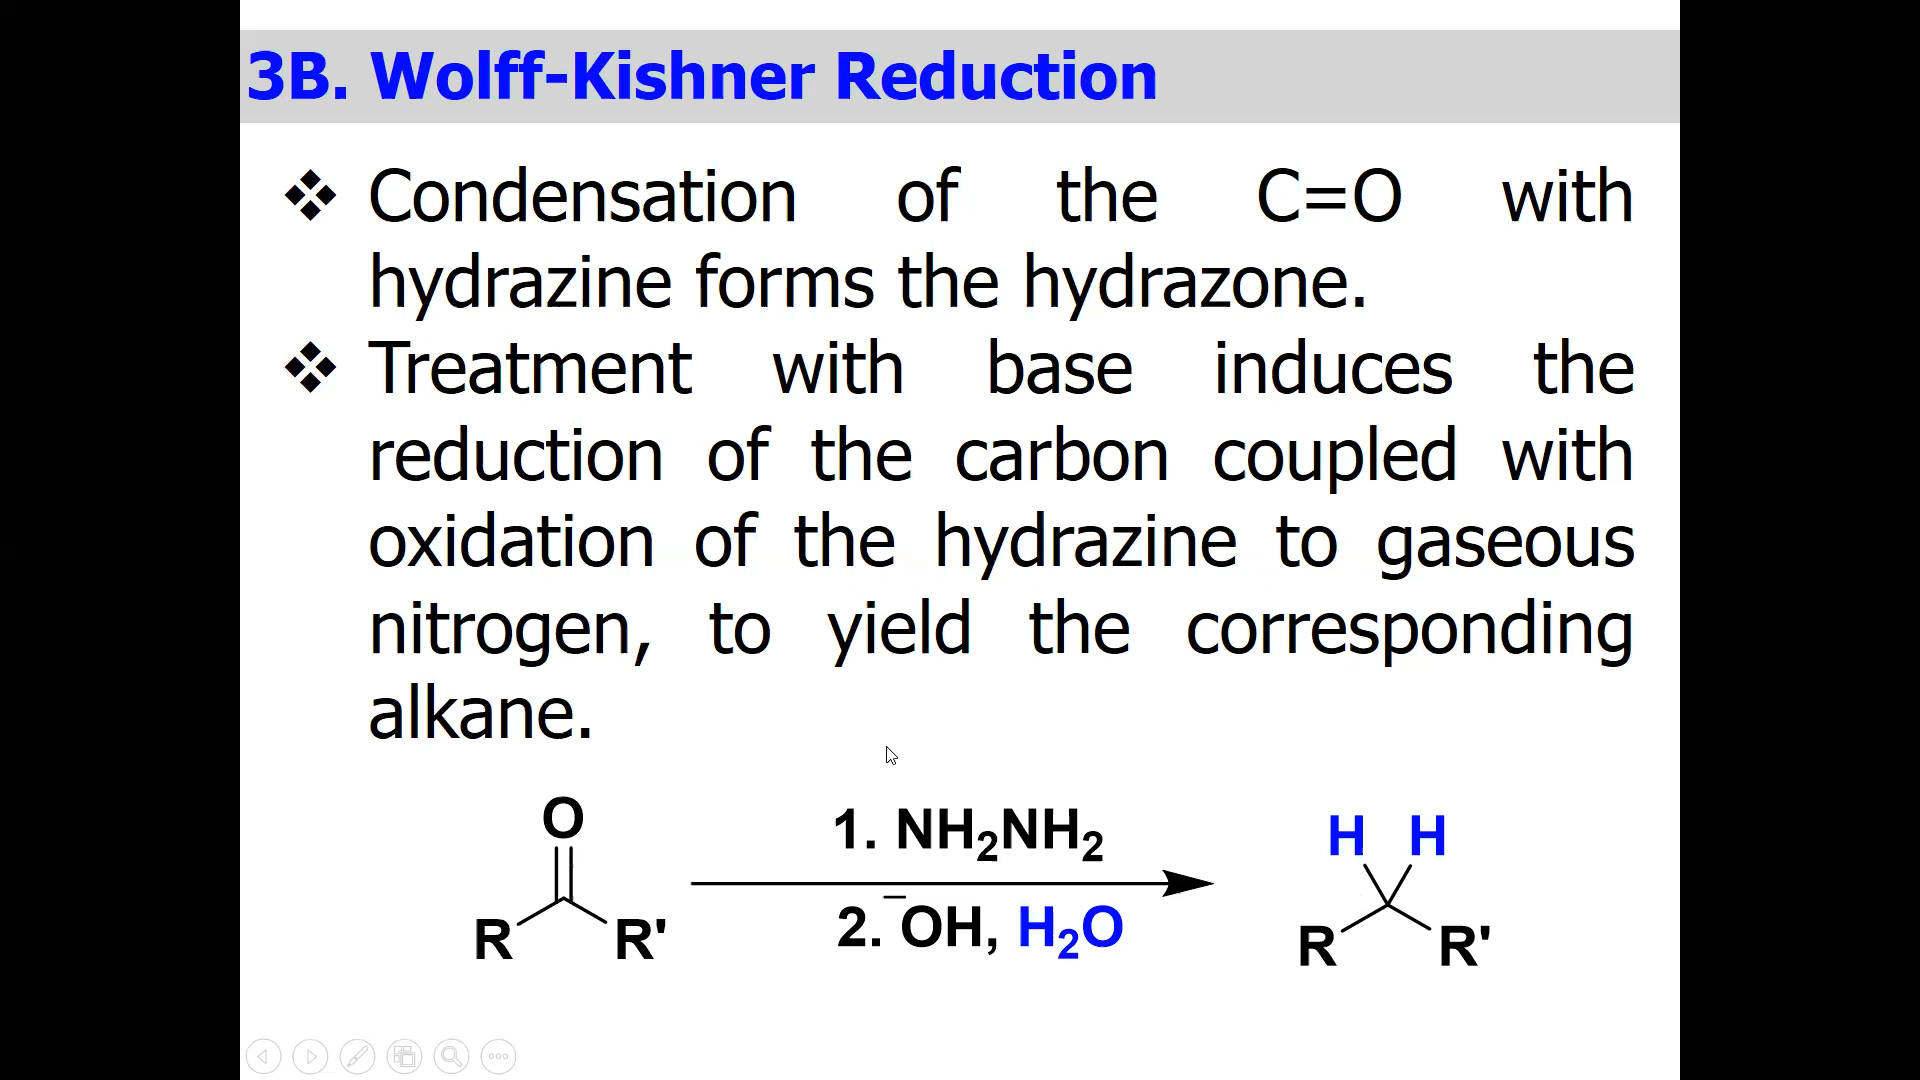 3B. Wolff-Kishner Reduction
❖ Condensation of the C=O with
hydrazine forms the hydrazone.
❖ Treatment with base induces the
reduction of the carbon coupled with
oxidation of the hydrazine to gaseous
nitrogen, to yield the corresponding
alkane.
O
R R'
1. NH₂NH₂
2. ⁻OH, H₂O
H H
R R'